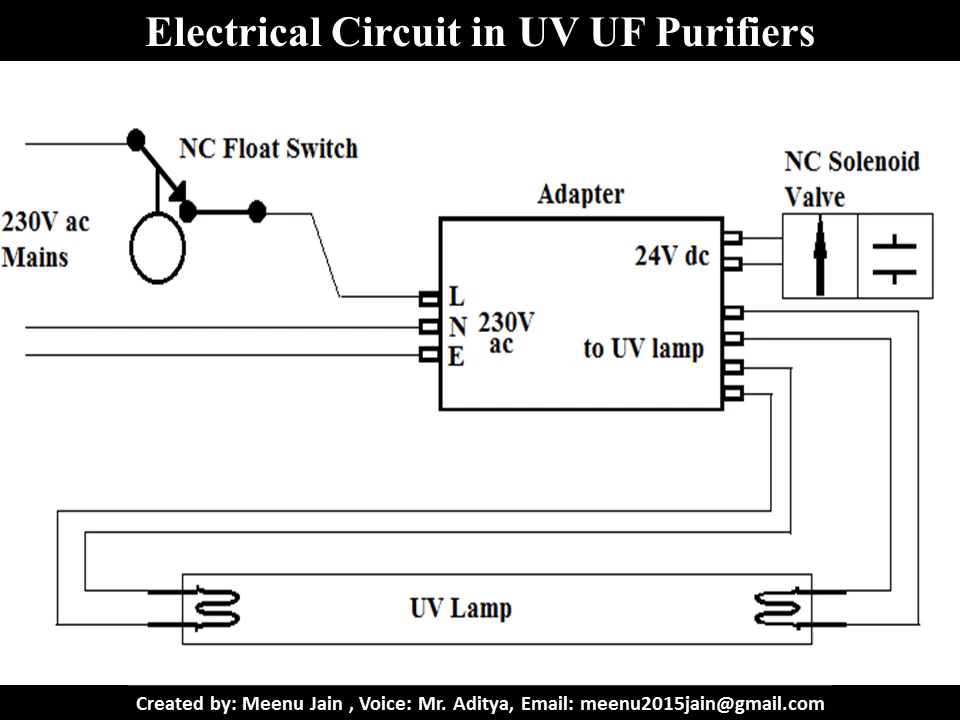 Electrical Circuit in UV UF Purifiers
NC Float Switch
230V ac
Mains
Adapter
NC Solenoid
Valve
24V dc
L
N
E
230V
ac
to UV lamp
UV Lamp
Created by: Meenu Jain , Voice: Mr. Aditya, Email: meenu2015jain@gmail.com